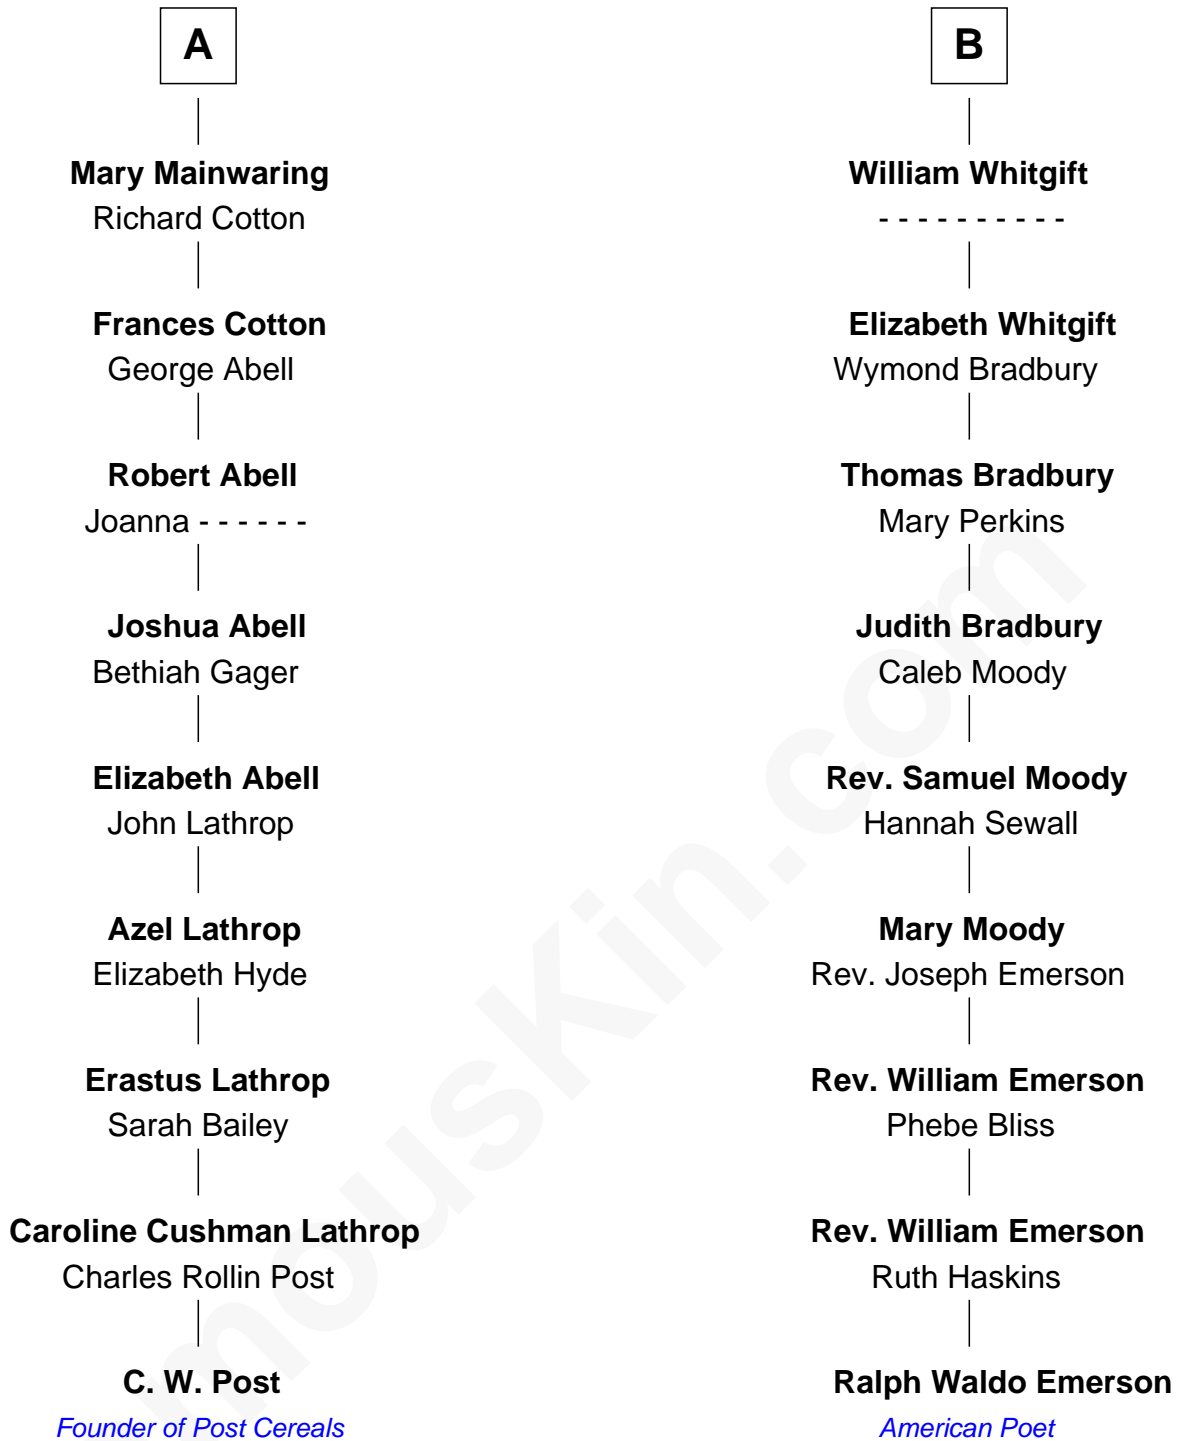 A
Mary Mainwaring
Richard Cotton
Frances Cotton
George Abell
Robert Abell
Joanna - - - - - -
Joshua Abell
Bethiah Gager
Elizabeth Abell
John Lathrop
Azel Lathrop
Elizabeth Hyde
Erastus Lathrop
Sarah Bailey
Caroline Cushman Lathrop
Charles Rollin Post
C. W. Post
Founder of Post Cereals
B
William Whitgift
- - - - - - - - - -
Elizabeth Whitgift
Wymond Bradbury
Thomas Bradbury
Mary Perkins
Judith Bradbury
Caleb Moody
Rev. Samuel Moody
Hannah Sewall
Mary Moody
Rev. Joseph Emerson
Rev. William Emerson
Phebe Bliss
Rev. William Emerson
Ruth Haskins
Ralph Waldo Emerson
American Poet
mousKin.com